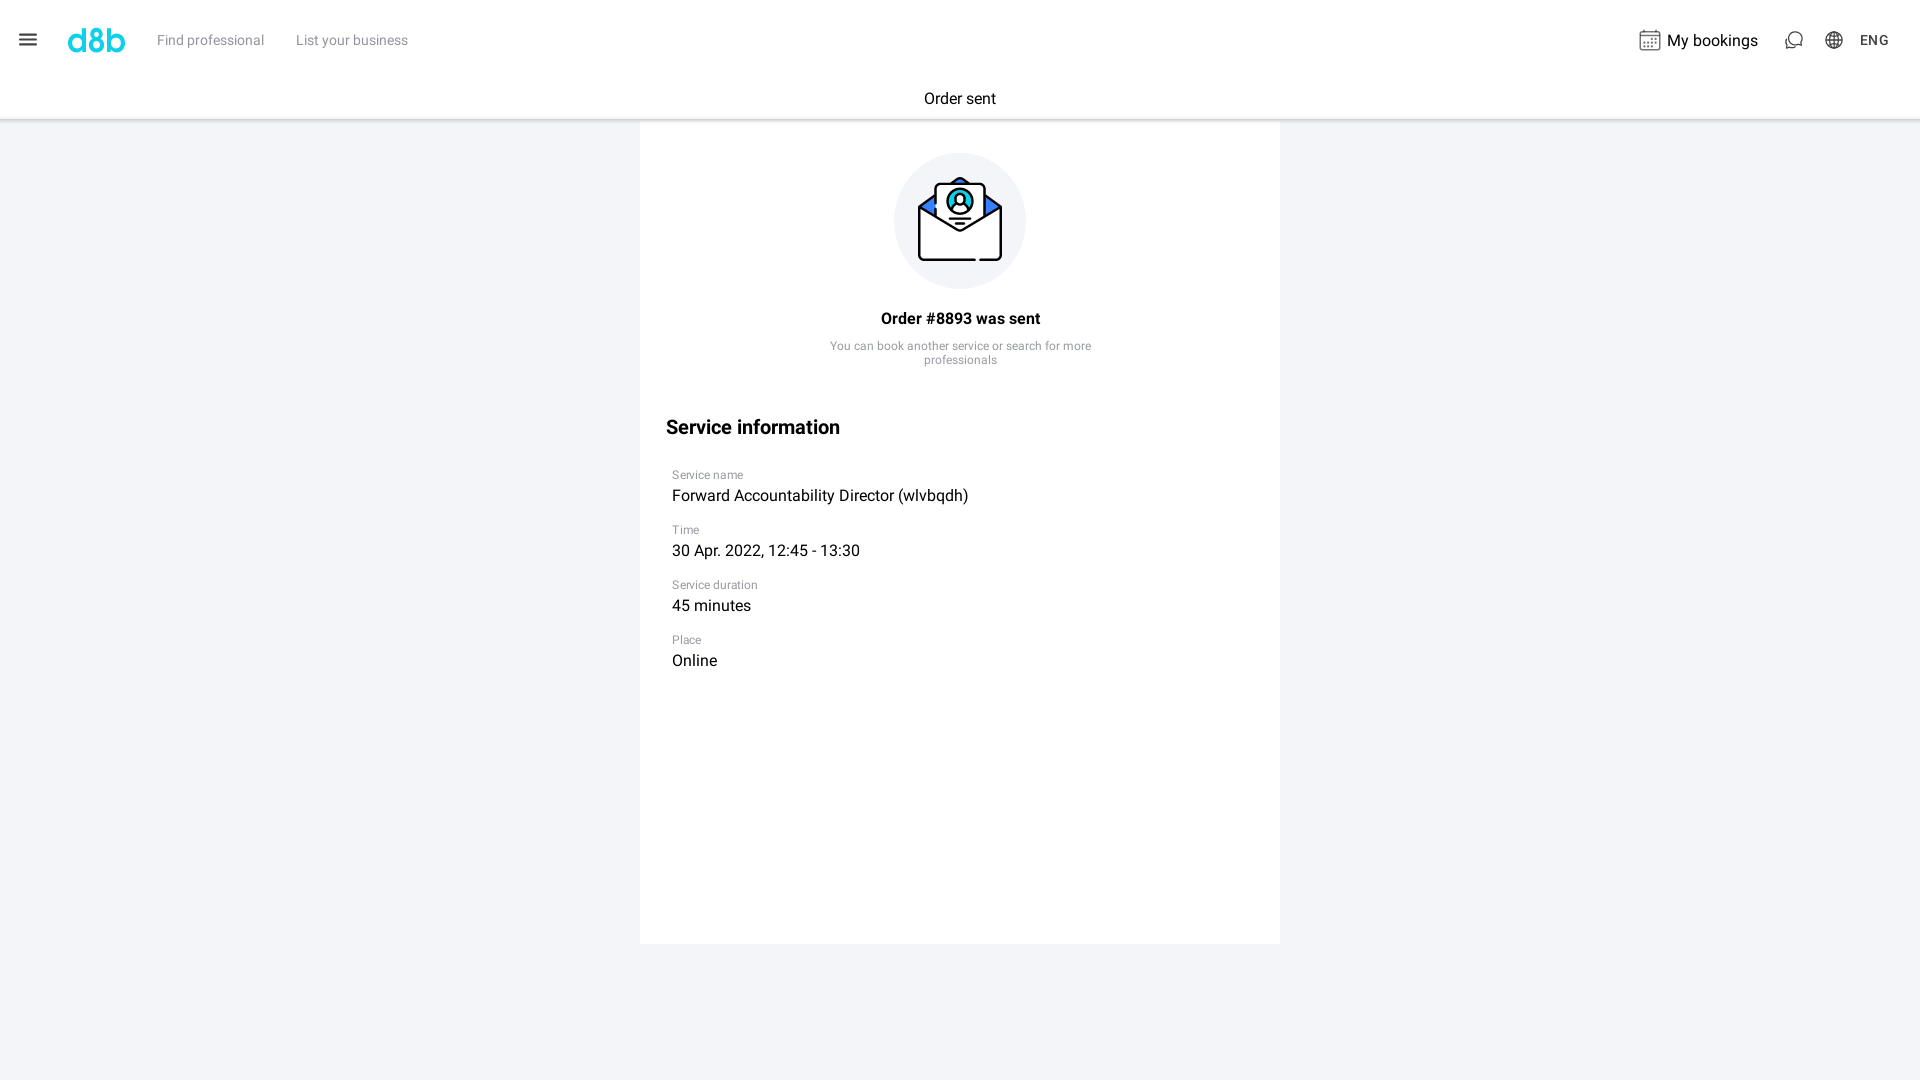 d8b
Find professional
List your business
My bookings
ENG
Order sent
Order #8893 was sent
You can book another service or search for more
professionals
Service information
Service name
Forward Accountability Director (wlvbqdh)
Time
30 Apr. 2022, 12:45 - 13:30
Service duration
45 minutes
Place
Online